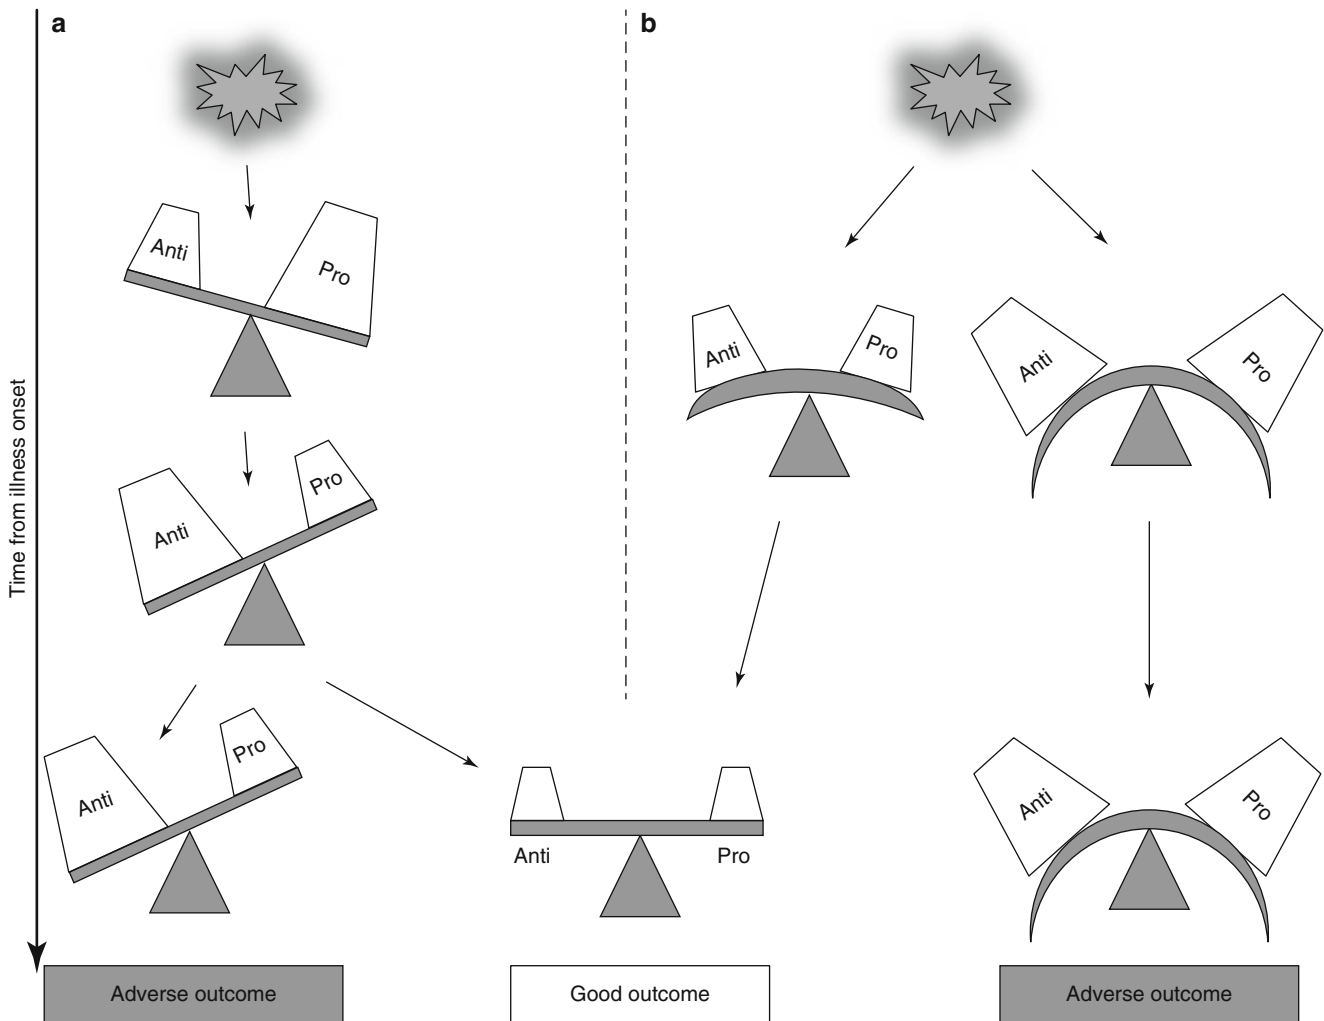 a
b
Time from illness onset
Anti
Pro
Anti
Pro
Anti
Pro
Anti
Pro
Anti
Pro
Anti
Pro
Anti
Pro
Adverse outcome
Good outcome
Adverse outcome